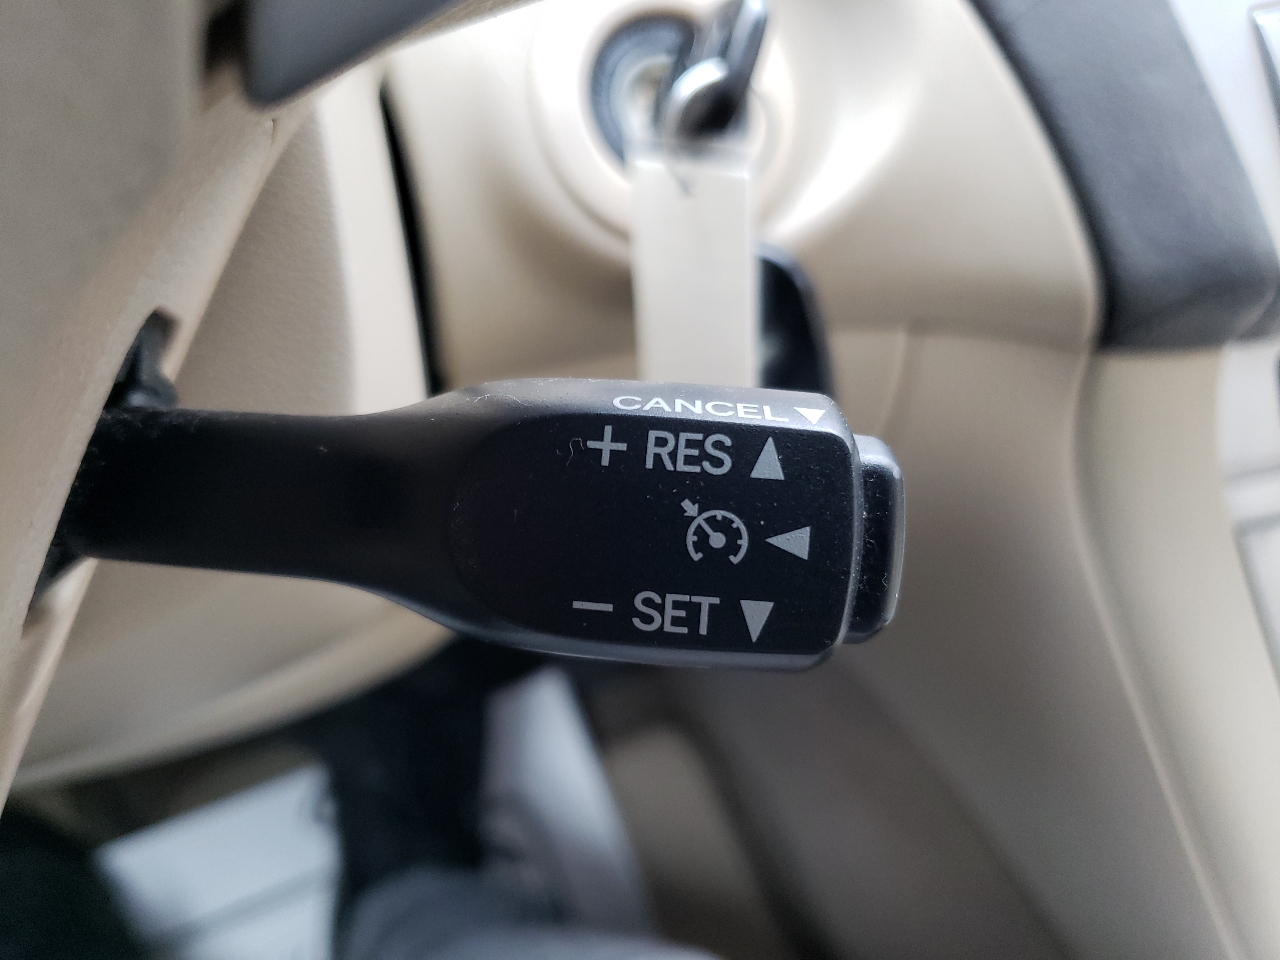 CANCEL ▼
+ RES ▲
◀
− SET ▼